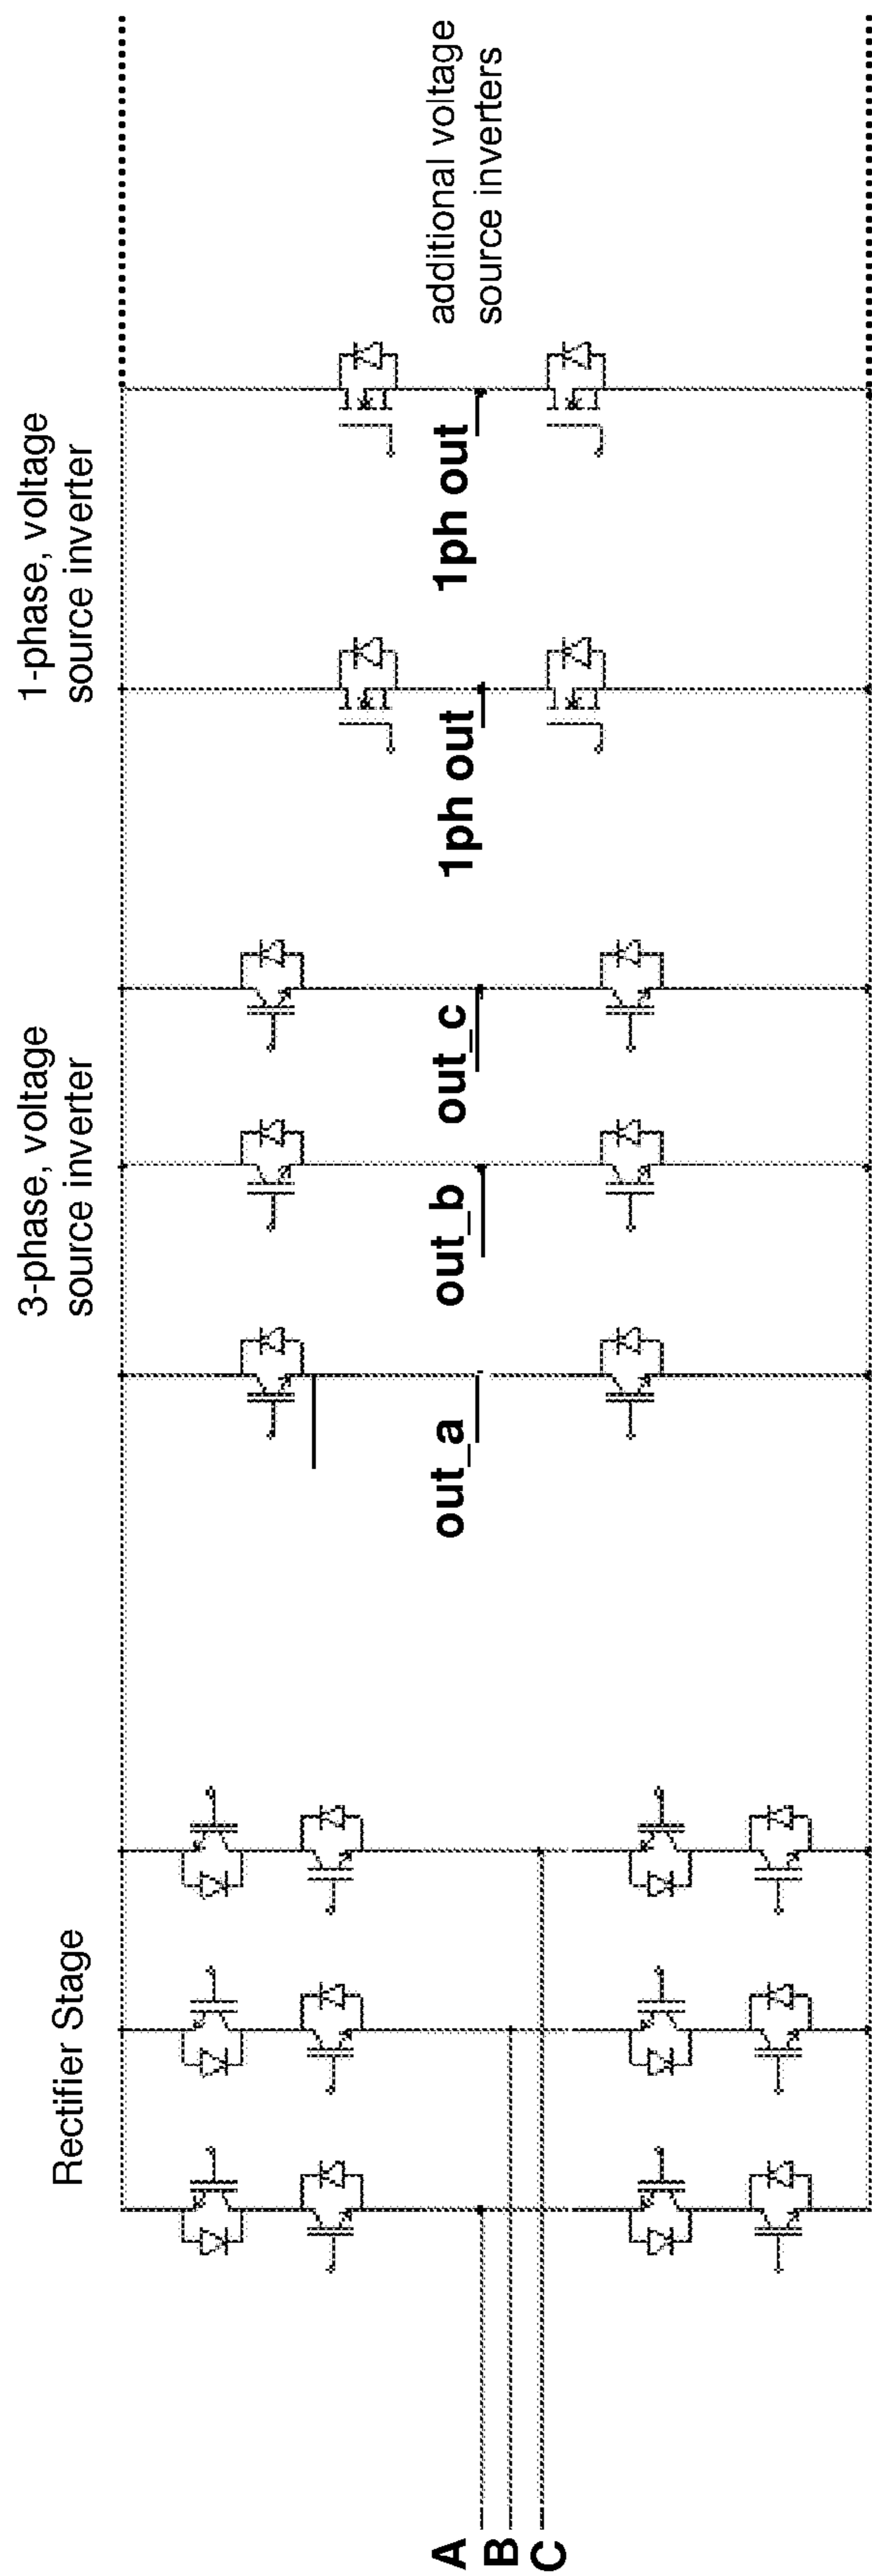 Rectifier Stage
3-phase, voltage
source inverter
1-phase, voltage
source inverter
A
B
C
out_a
out_b
out_c
1ph out
1ph out
additional voltage
source inverters